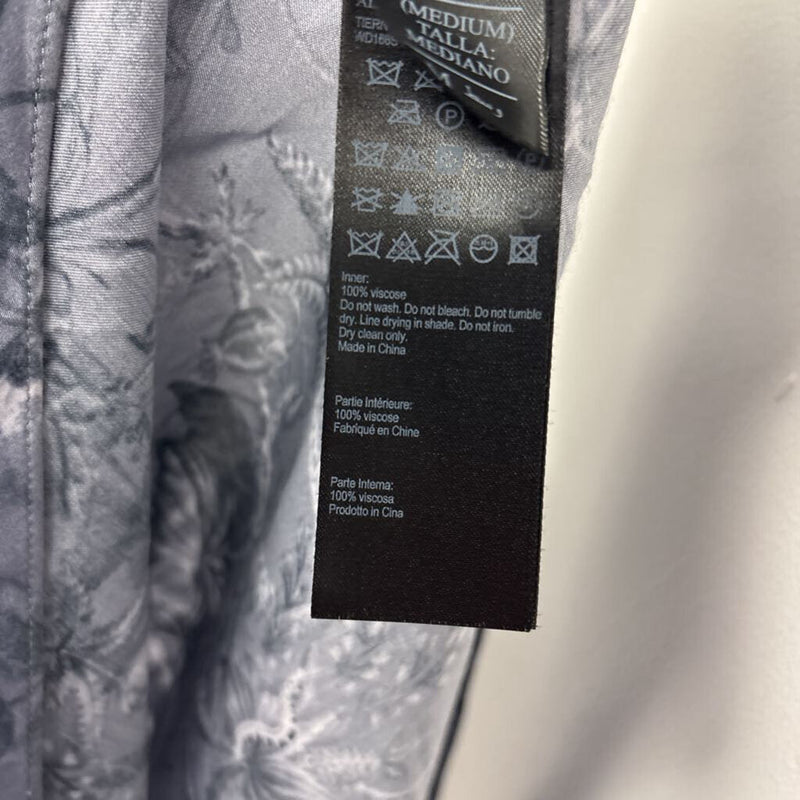 (MEDIUM)
TALLA:
MEDIANO
TIERN
Inner:
100% viscose
Do not wash. Do not bleach. Do not tumble
dry. Line drying in shade. Do not iron.
Dry clean only.
Made in China
Partie Intérieure:
100% viscose
Fabriqué en Chine
Parte Interna:
100% viscosa
Prodotto in Cina